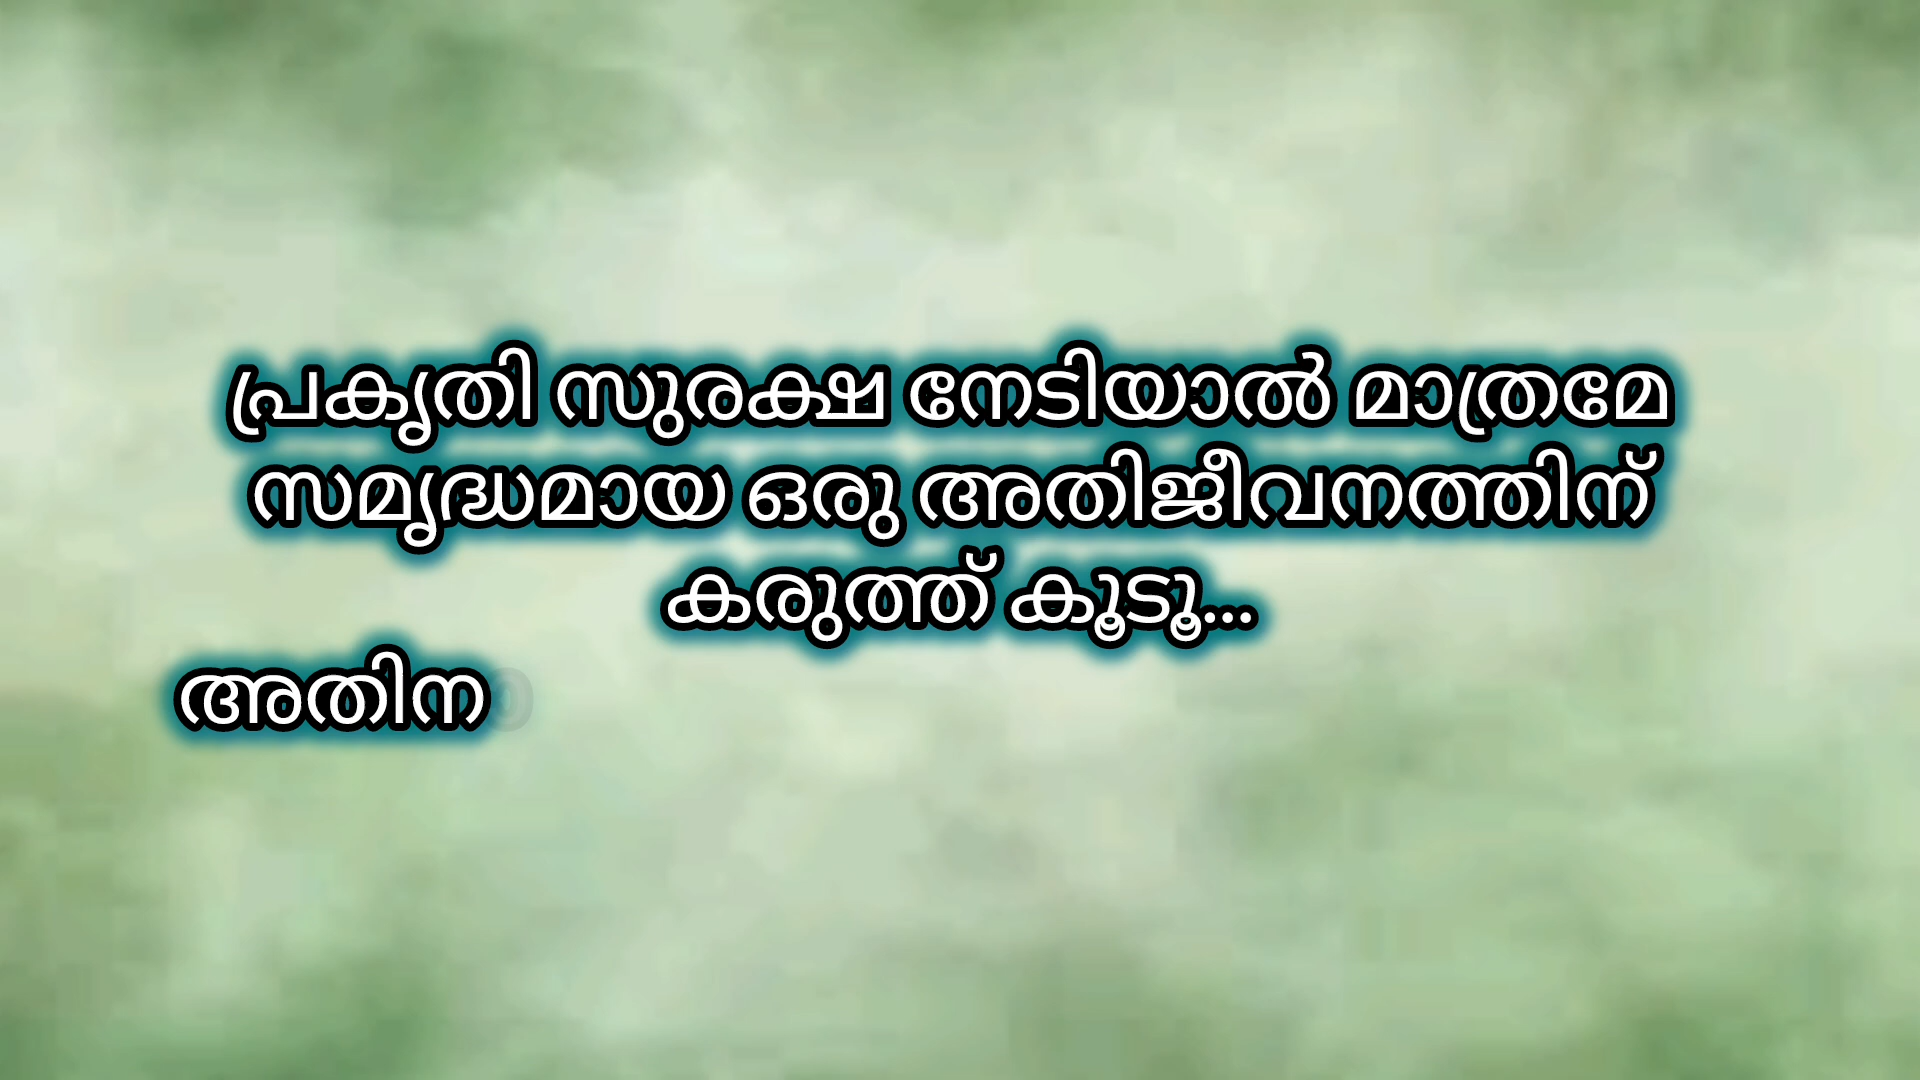 പ്രകൃതി സുരക്ഷ നേടിയാൽ മാത്രമേ
സമൃദ്ധമായ ഒരു അതിജീവനത്തിന്
കരുത്ത് കൂടൂ...
അതിന